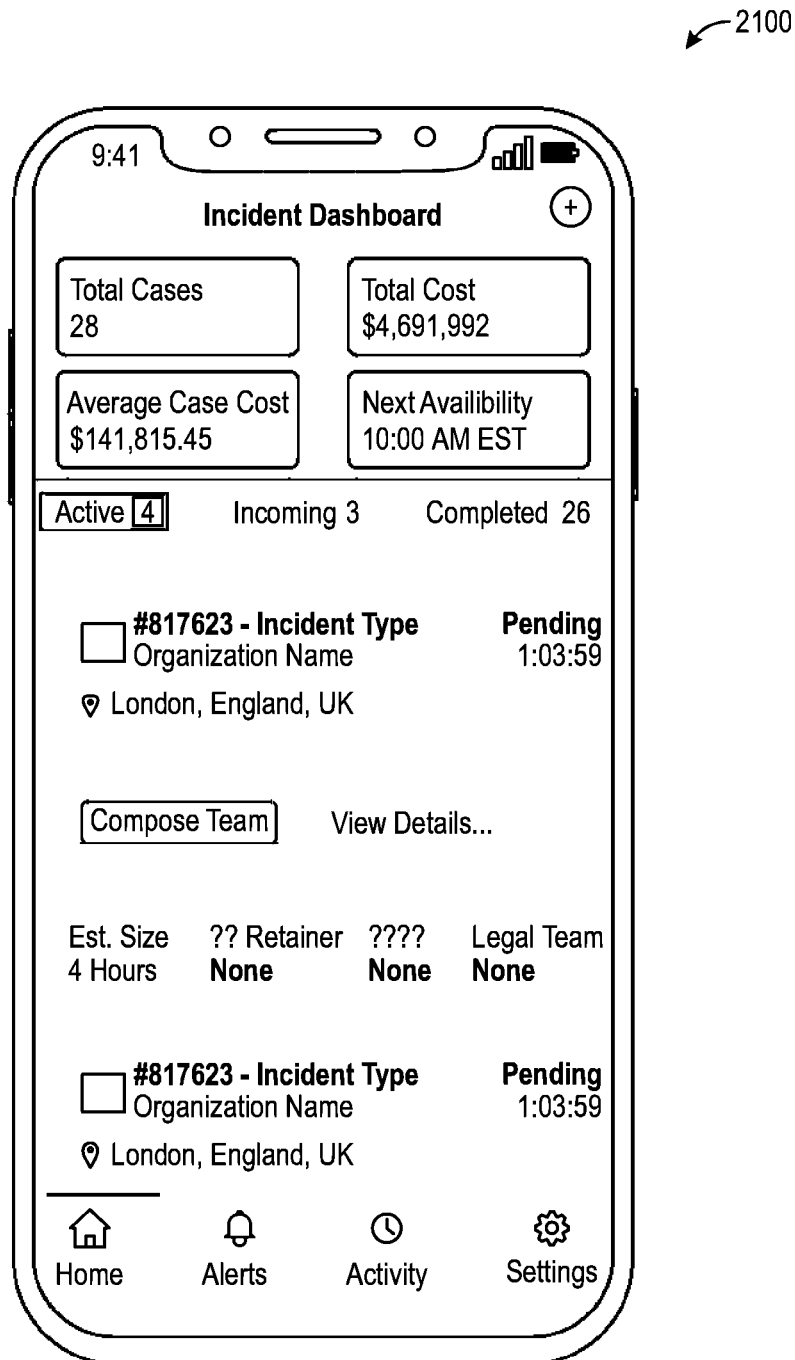 2100
9:41
Incident Dashboard
+
Total Cases
28
Total Cost
$4,691,992
Average Case Cost
$141,815.45
Next Availibility
10:00 AM EST
Active 4 Incoming 3 Completed 26
#817623 - Incident Type Pending
Organization Name 1:03:59
London, England, UK
Compose Team View Details...
Est. Size ?? Retainer ???? Legal Team
4 Hours None None None
#817623 - Incident Type Pending
Organization Name 1:03:59
London, England, UK
Home Alerts Activity Settings